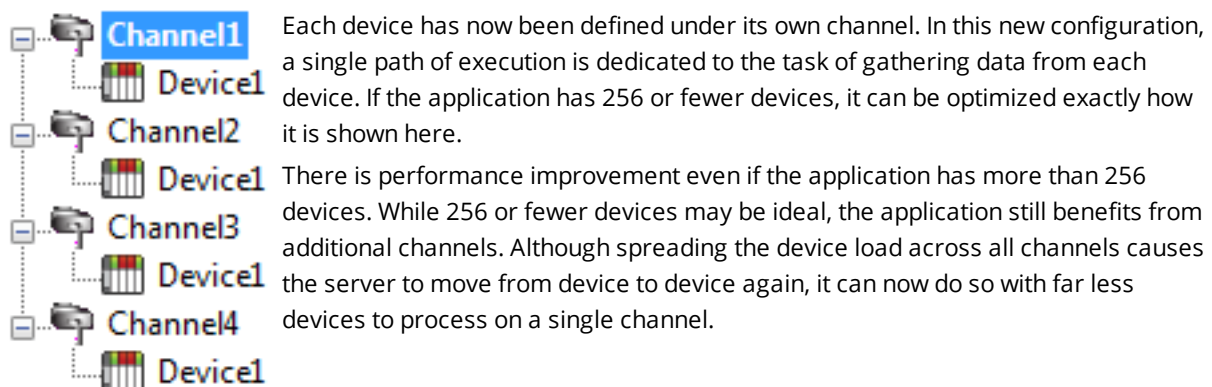 Channel1
Device1
Channel2
Device1
Channel3
Device1
Channel4
Device1
Each device has now been defined under its own channel. In this new configuration,
a single path of execution is dedicated to the task of gathering data from each
device. If the application has 256 or fewer devices, it can be optimized exactly how
it is shown here.
There is performance improvement even if the application has more than 256
devices. While 256 or fewer devices may be ideal, the application still benefits from
additional channels. Although spreading the device load across all channels causes
the server to move from device to device again, it can now do so with far less
devices to process on a single channel.